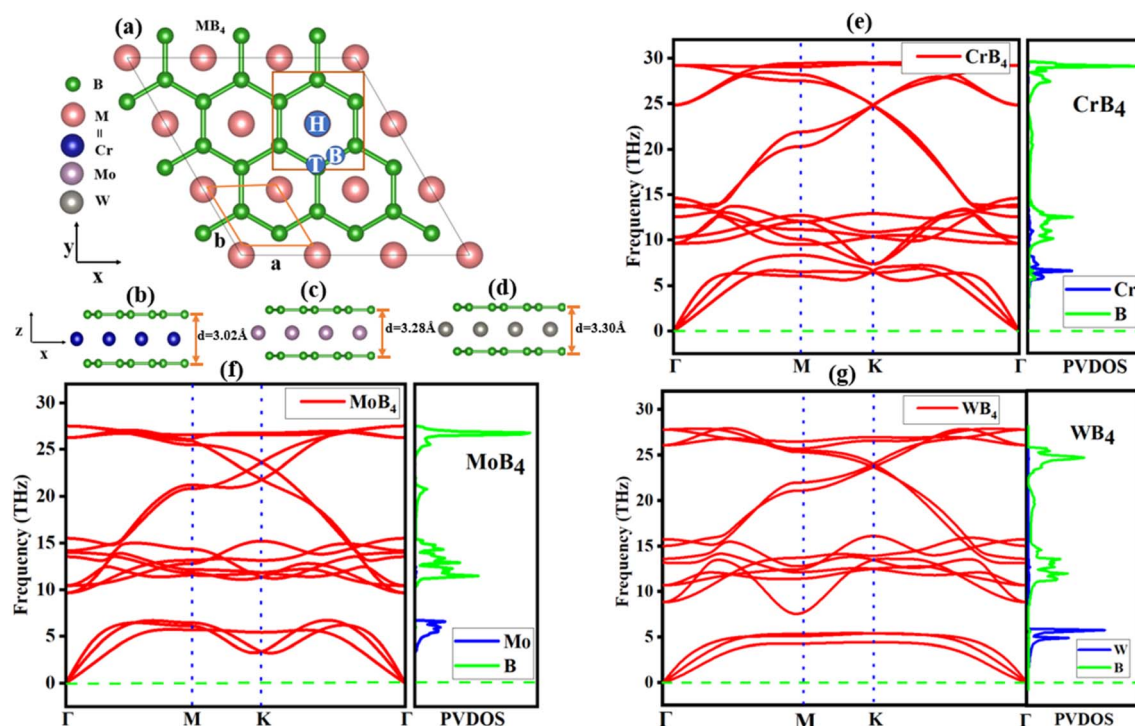 (a)
MB₄
B
M
=
Cr
Mo
W
H
T
B
b
a
y
x
(b)
(c)
(d)
z
x
d=3.02Å
d=3.28Å
d=3.30Å
(e)
Frequency (THz)
30
25
20
15
10
5
0
CrB₄
CrB₄
Cr
B
Γ
M
K
Γ
PVDOS
(f)
Frequency (THz)
30
25
20
15
10
5
0
MoB₄
MoB₄
Mo
B
Γ
M
K
Γ
PVDOS
(g)
Frequency (THz)
30
25
20
15
10
5
0
WB₄
WB₄
W
B
Γ
M
K
Γ
PVDOS